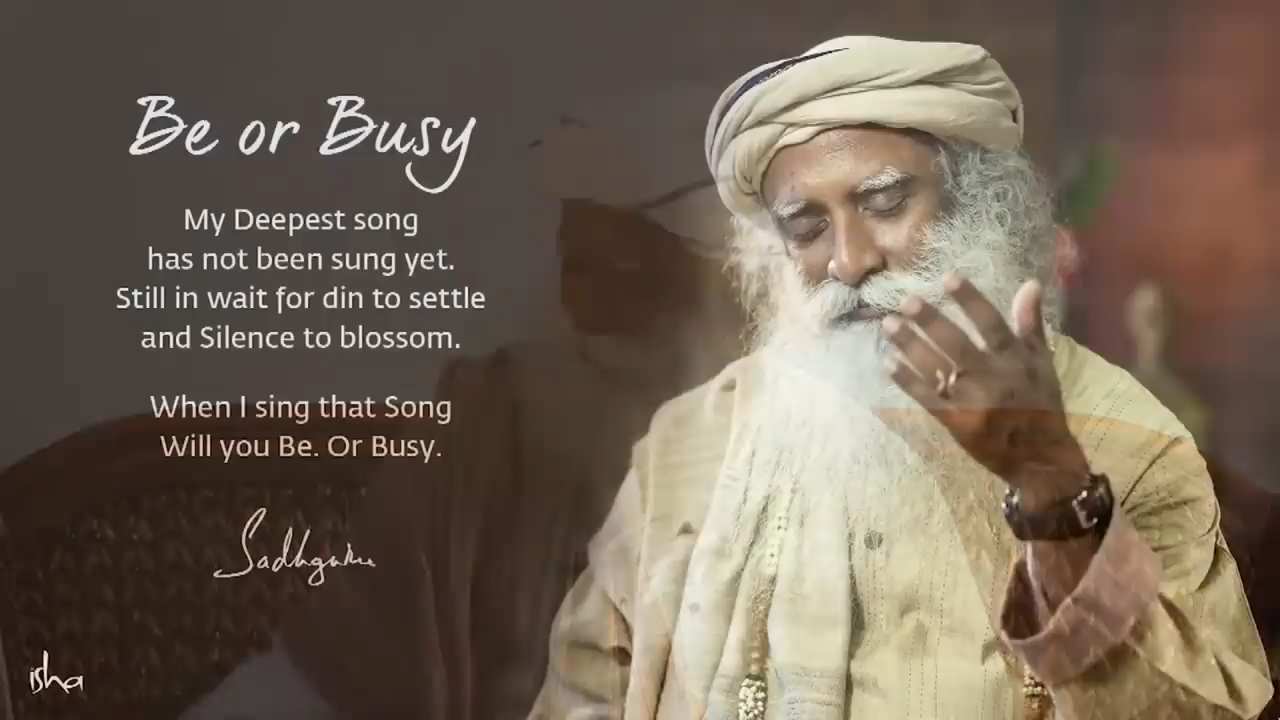 Be or Busy
My Deepest song
has not been sung yet.
Still in wait for din to settle
and Silence to blossom.
When I sing that Song
Will you Be. Or Busy.
Sadhguru
isha